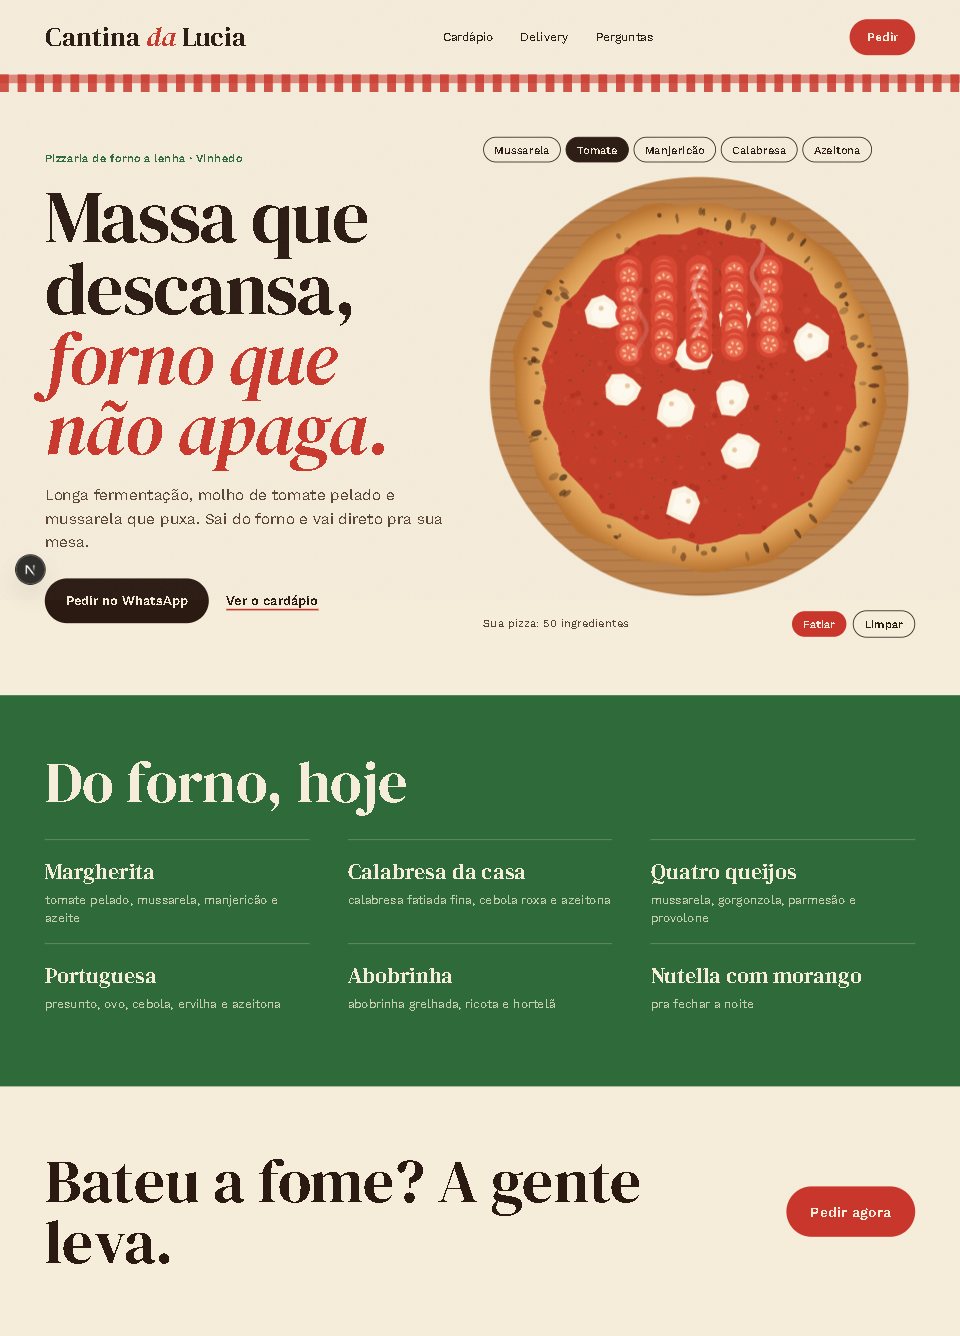 Cantina da Lucia
Cardápio
Delivery
Perguntas
Pedir
Pizzaria de forno a lenha · Vinhedo
Massa que
descansa,
forno que
não apaga.
Longa fermentação, molho de tomate pelado e
mussarela que puxa. Sai do forno e vai direto pra sua
mesa.
N
Pedir no WhatsApp
Ver o cardápio
Mussarela
Tomate
Manjericão
Calabresa
Azeitona
Sua pizza: 50 ingredientes
Fatiar
Limpar
Do forno, hoje
Margherita
tomate pelado, mussarela, manjericão e
azeite
Calabresa da casa
calabresa fatiada fina, cebola roxa e azeitona
Quatro queijos
mussarela, gorgonzola, parmesão e
provolone
Portuguesa
presunto, ovo, cebola, ervilha e azeitona
Abobrinha
abobrinha grelhada, ricota e hortelã
Nutella com morango
pra fechar a noite
Bateu a fome? A gente
leva.
Pedir agora